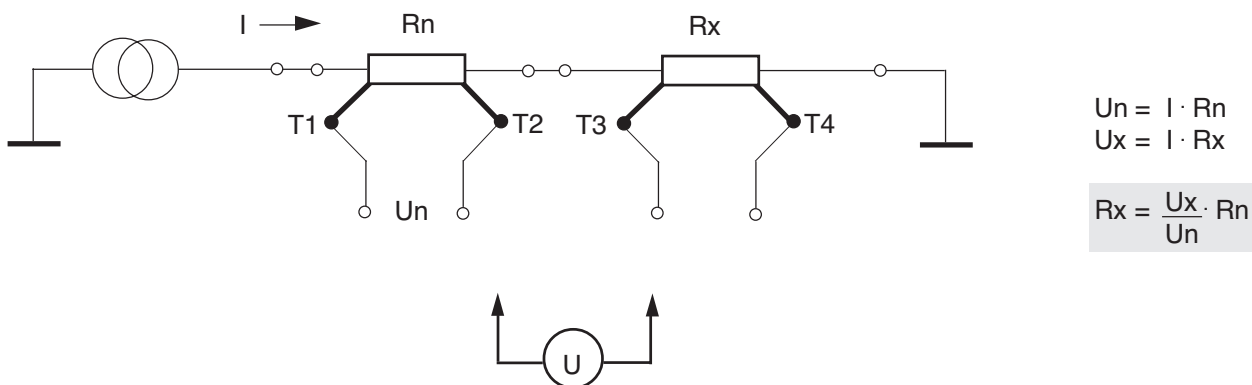 I
Rn
Rx
T1
T2
T3
T4
Un
Un = I · Rn
Ux = I · Rx
Rx = Ux/Un · Rn
U